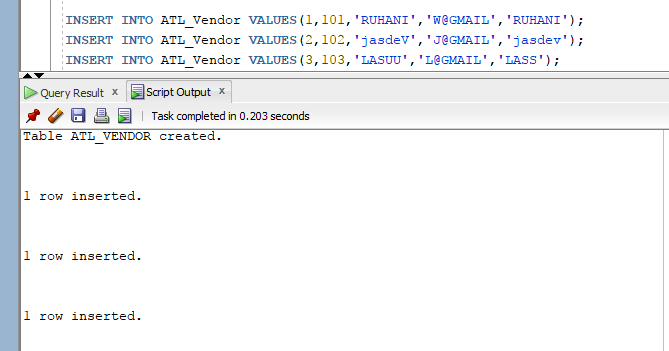 INSERT INTO ATL_Vendor VALUES(1,101,'RUHANI','W@GMAIL','RUHANI');
INSERT INTO ATL_Vendor VALUES(2,102,'jasdeV','J@GMAIL','jasdev');
INSERT INTO ATL_Vendor VALUES(3,103,'LASUU','L@GMAIL','LASS');
Query Result x Script Output x
Task completed in 0.203 seconds
Table ATL_VENDOR created.
1 row inserted.
1 row inserted.
1 row inserted.